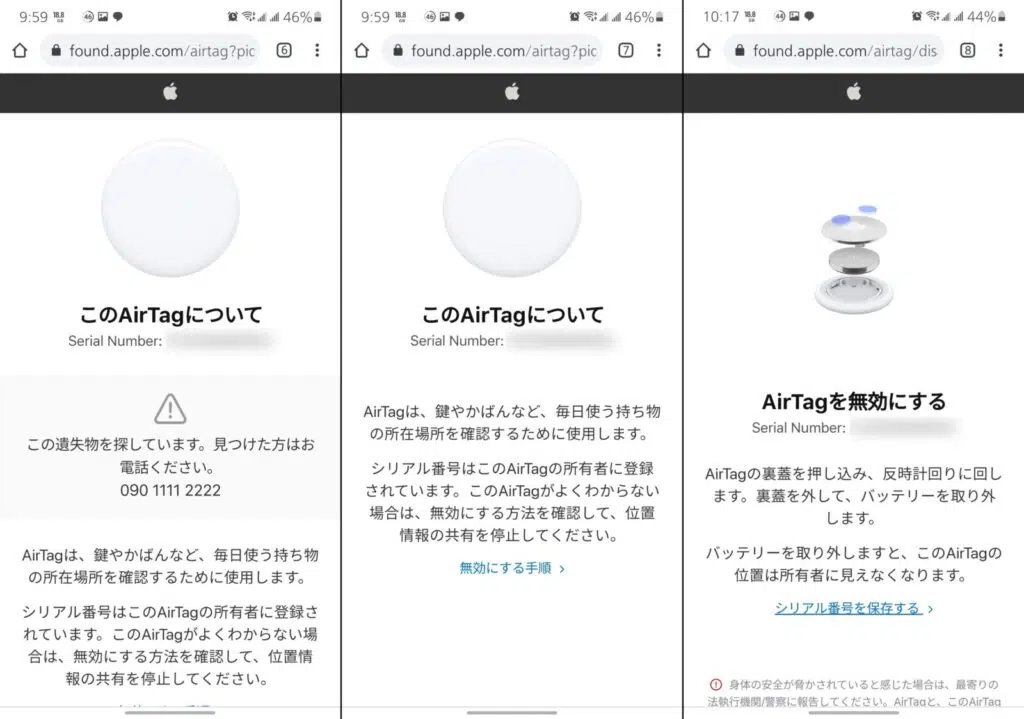 9:59 18.8 GB 46 46%
found.apple.com/airtag?pic 6
このAirTagについて
Serial Number:
この遺失物を探しています。見つけた方はお
電話ください。
090 1111 2222
AirTagは、鍵やかばんなど、毎日使う持ち物
の所在場所を確認するために使用します。
シリアル番号はこのAirTagの所有者に登録さ
れています。このAirTagがよくわからない場
合は、無効にする方法を確認して、位置情
報の共有を停止してください。
9:59 18.8 GB 46 46%
found.apple.com/airtag?pic 7
このAirTagについて
Serial Number:
AirTagは、鍵やかばんなど、毎日使う持ち物
の所在場所を確認するために使用します。
シリアル番号はこのAirTagの所有者に登録
されています。このAirTagがよくわからない
場合は、無効にする方法を確認して、位置
情報の共有を停止してください。
無効にする手順 >
10:17 18.8 GB 44 44%
found.apple.com/airtag/dis 8
AirTagを無効にする
Serial Number:
AirTagの裏蓋を押し込み、反時計回りに回し
ます。裏蓋を外して、バッテリーを取り外
します。
バッテリーを取り外しますと、このAirTagの
位置は所有者に見えなくなります。
シリアル番号を保存する >
身体の安全が脅かされていると感じた場合は、最寄りの
法執行機関/警察に報告してください。AirTagと、このAirTag